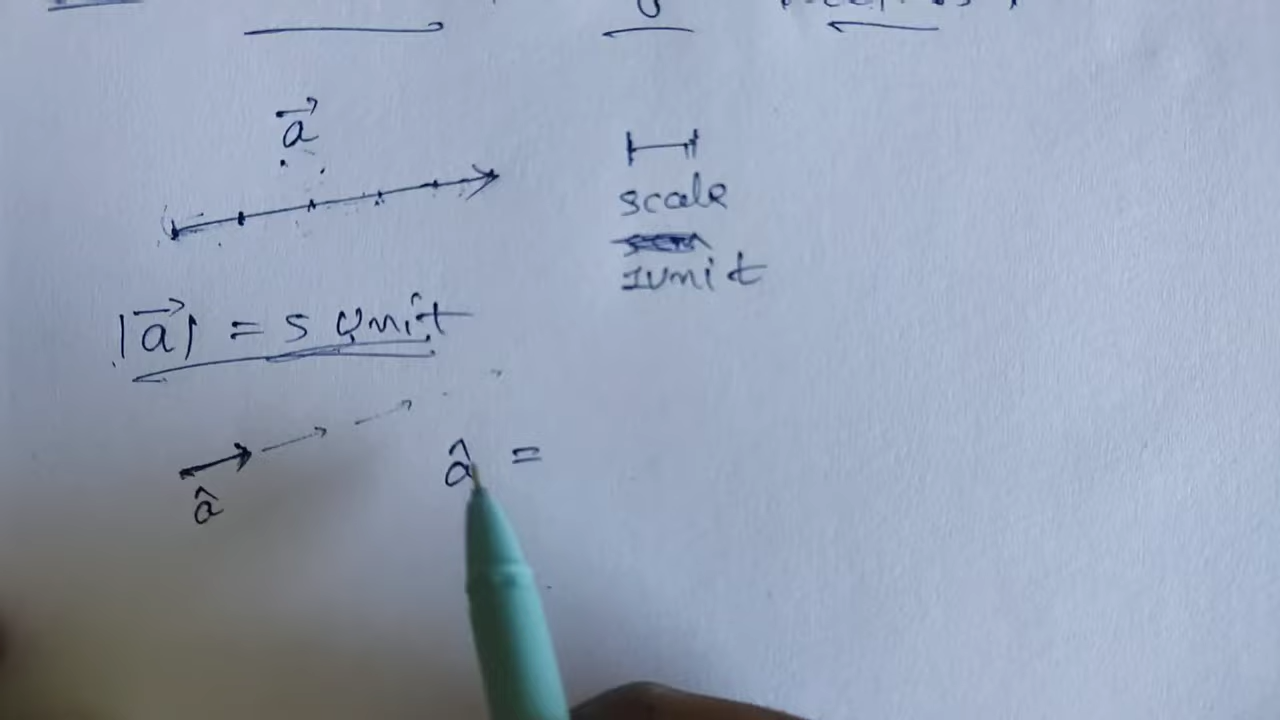 a⃗
scale
1unit
|a⃗| = 5 unit
â =
â